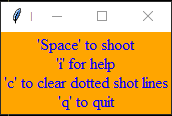 'Space' to shoot
'i' for help
'c' to clear dotted shot lines
'q' to quit